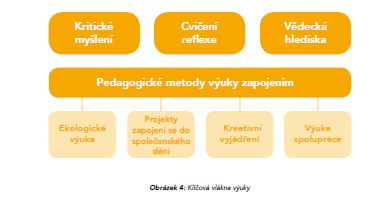 Kritické
myšlení
Cvičení
reflexe
Vědecká
hlediska
Pedagogické metody výuky zapojením
Ekologická
výuka
Projekty
zapojení se do
společenského
dění
Kreativní
vyjádření
Výuka
spolupráce
Obrázek 4: Klíčová vlákna výuky